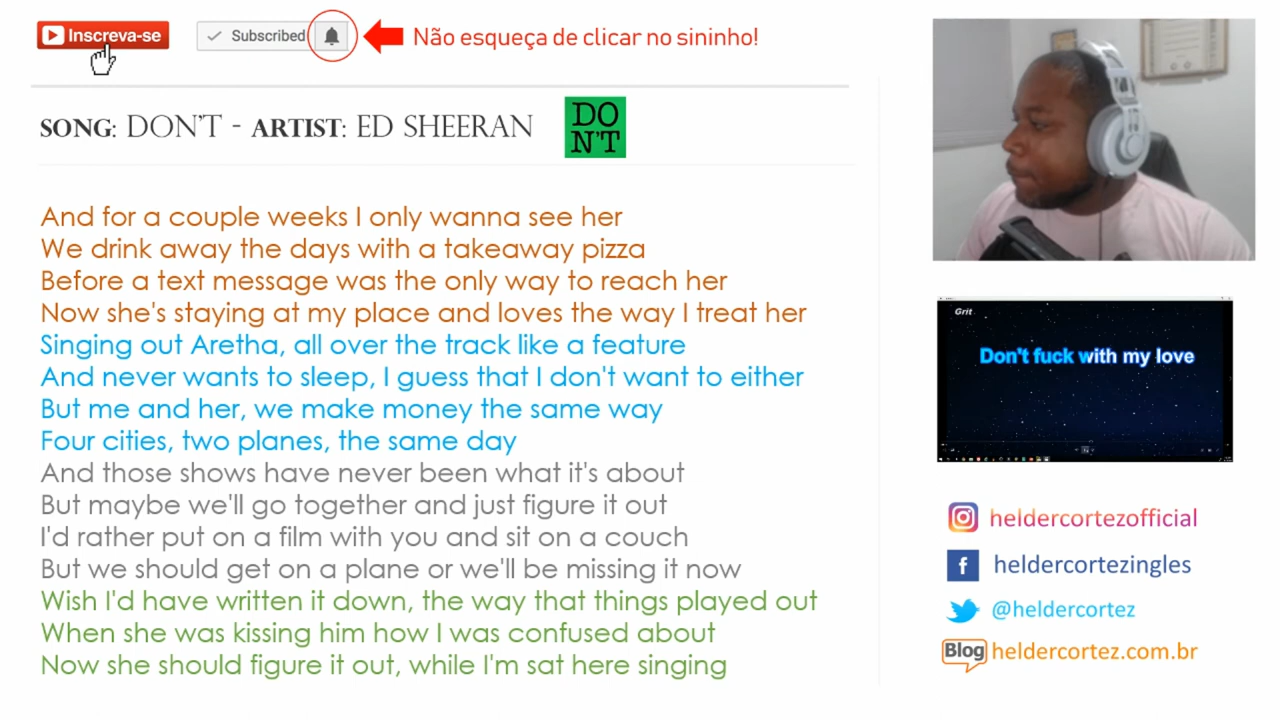 Inscreva-se
Subscribed
Não esqueça de clicar no sininho!
SONG: DON'T - ARTIST: ED SHEERAN
DO
N'T
And for a couple weeks I only wanna see her
We drink away the days with a takeaway pizza
Before a text message was the only way to reach her
Now she's staying at my place and loves the way I treat her
Singing out Aretha, all over the track like a feature
And never wants to sleep, I guess that I don't want to either
But me and her, we make money the same way
Four cities, two planes, the same day
And those shows have never been what it's about
But maybe we'll go together and just figure it out
I'd rather put on a film with you and sit on a couch
But we should get on a plane or we'll be missing it now
Wish I'd have written it down, the way that things played out
When she was kissing him how I was confused about
Now she should figure it out, while I'm sat here singing
Grit
Don't fuck with my love
heldercortezofficial
f heldercortezingles
@heldercortez
Blog heldercortez.com.br